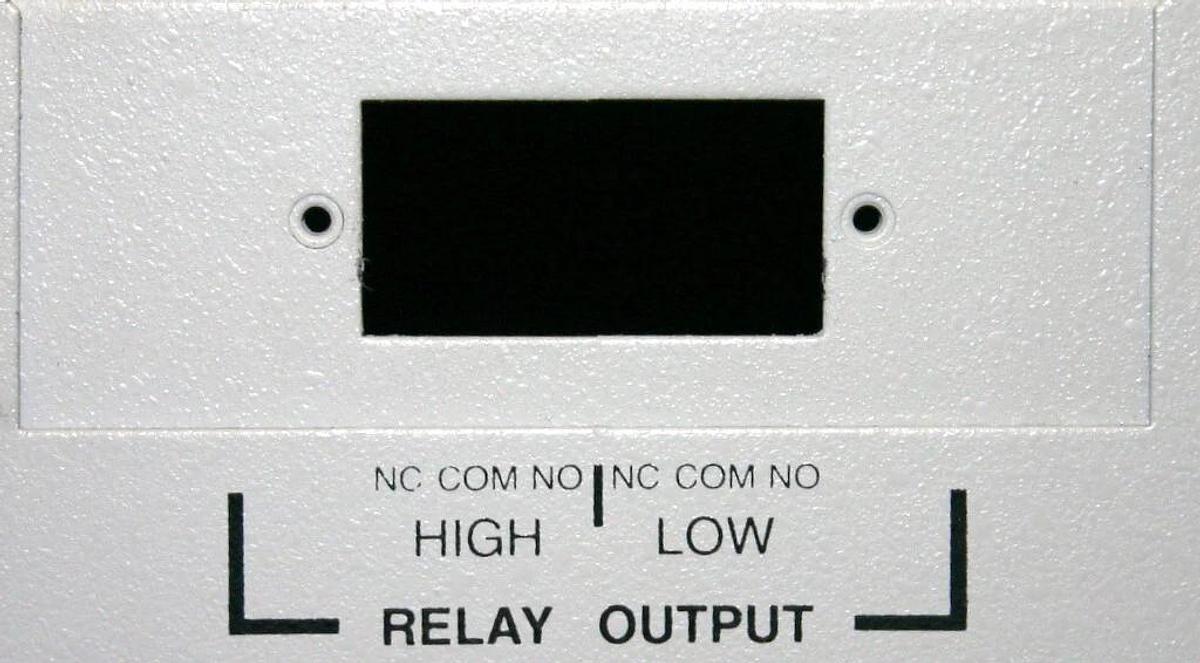 NC COM NO NC COM NO
HIGH LOW
RELAY OUTPUT